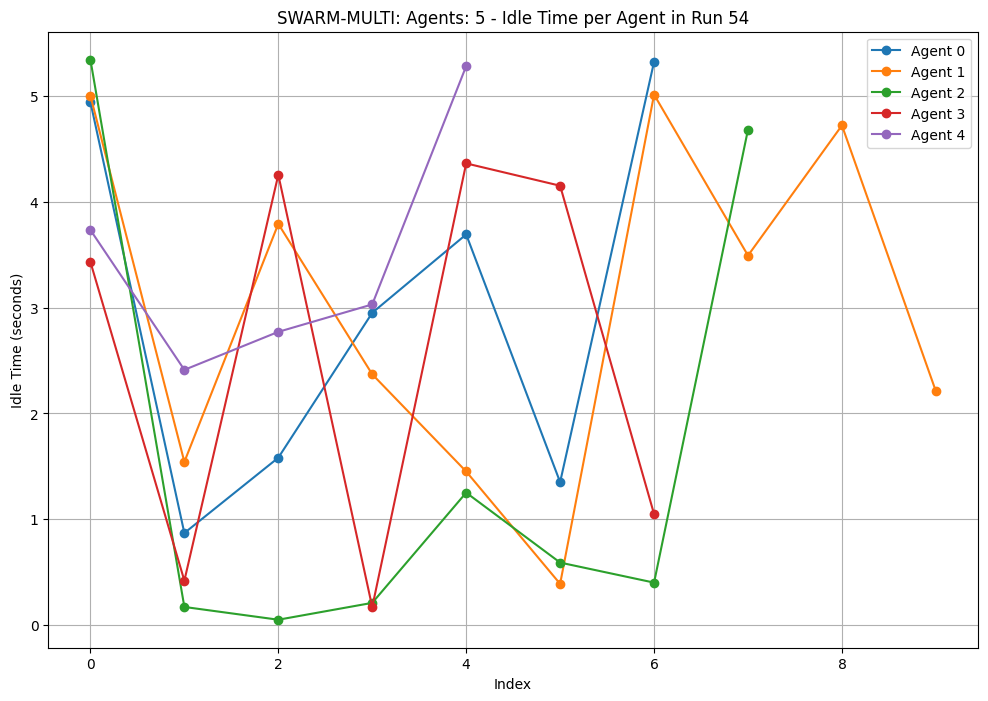 SWARM-MULTI: Agents: 5 - Idle Time per Agent in Run 54
Agent 0
Agent 1
Agent 2
Agent 3
Agent 4
Idle Time (seconds)
5
4
3
2
1
0
0 2 4 6 8
Index